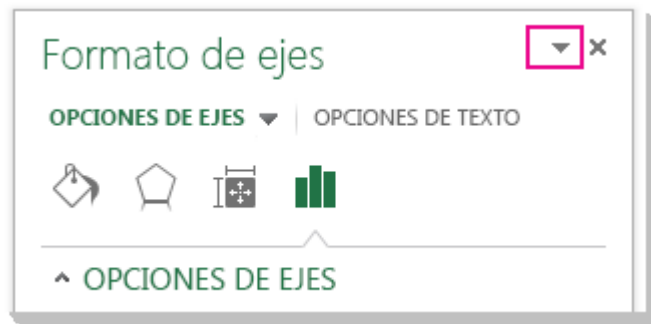 Formato de ejes
OPCIONES DE EJES OPCIONES DE TEXTO
OPCIONES DE EJES